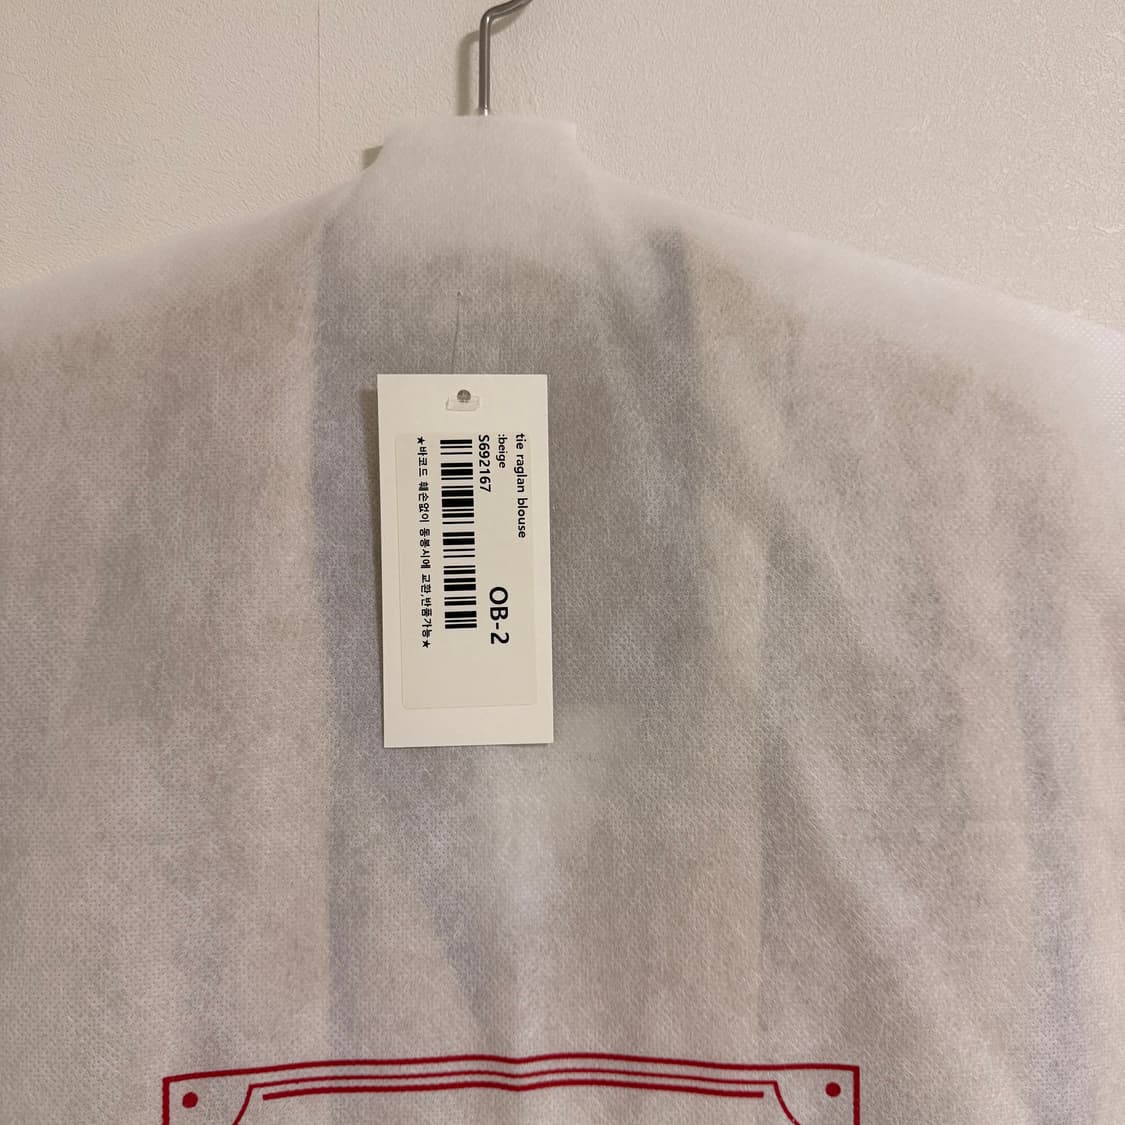 tie raglan blouse
:beige
S692167
OB-2
★바코드 훼손없이 동봉시에 교환,반품가능★